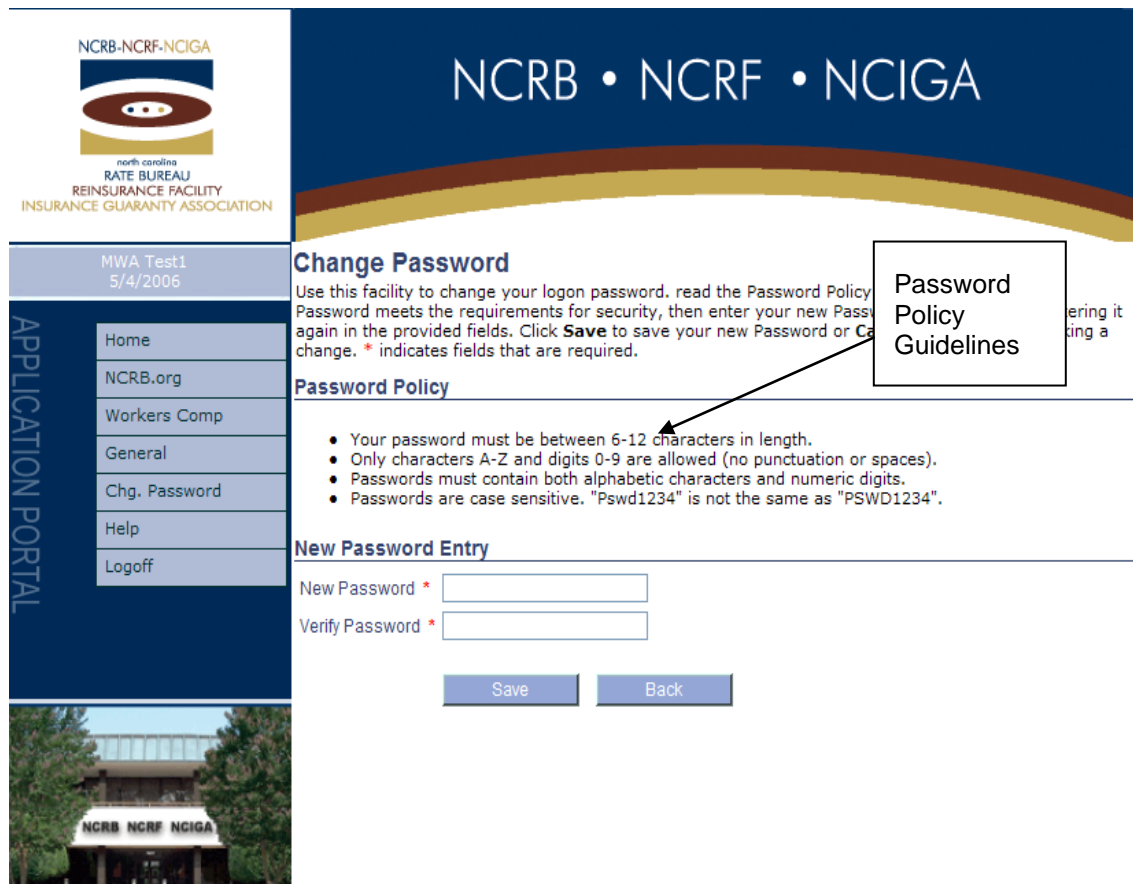 NCRB-NCRF-NCIGA
north carolina
RATE BUREAU
REINSURANCE FACILITY
INSURANCE GUARANTY ASSOCIATION
NCRB • NCRF • NCIGA
MWA Test1
5/4/2006
APPLICATION PORTAL
Home
NCRB.org
Workers Comp
General
Chg. Password
Help
Logoff
NCRB NCRF NCIGA
Change Password
Use this facility to change your logon password. read the Password Policy
Password meets the requirements for security, then enter your new Passw tering it
again in the provided fields. Click Save to save your new Password or Ca king a
change. * indicates fields that are required.
Password
Policy
Guidelines
Password Policy
• Your password must be between 6-12 characters in length.
• Only characters A-Z and digits 0-9 are allowed (no punctuation or spaces).
• Passwords must contain both alphabetic characters and numeric digits.
• Passwords are case sensitive. "Pswd1234" is not the same as "PSWD1234".
New Password Entry
New Password *
Verify Password *
Save Back